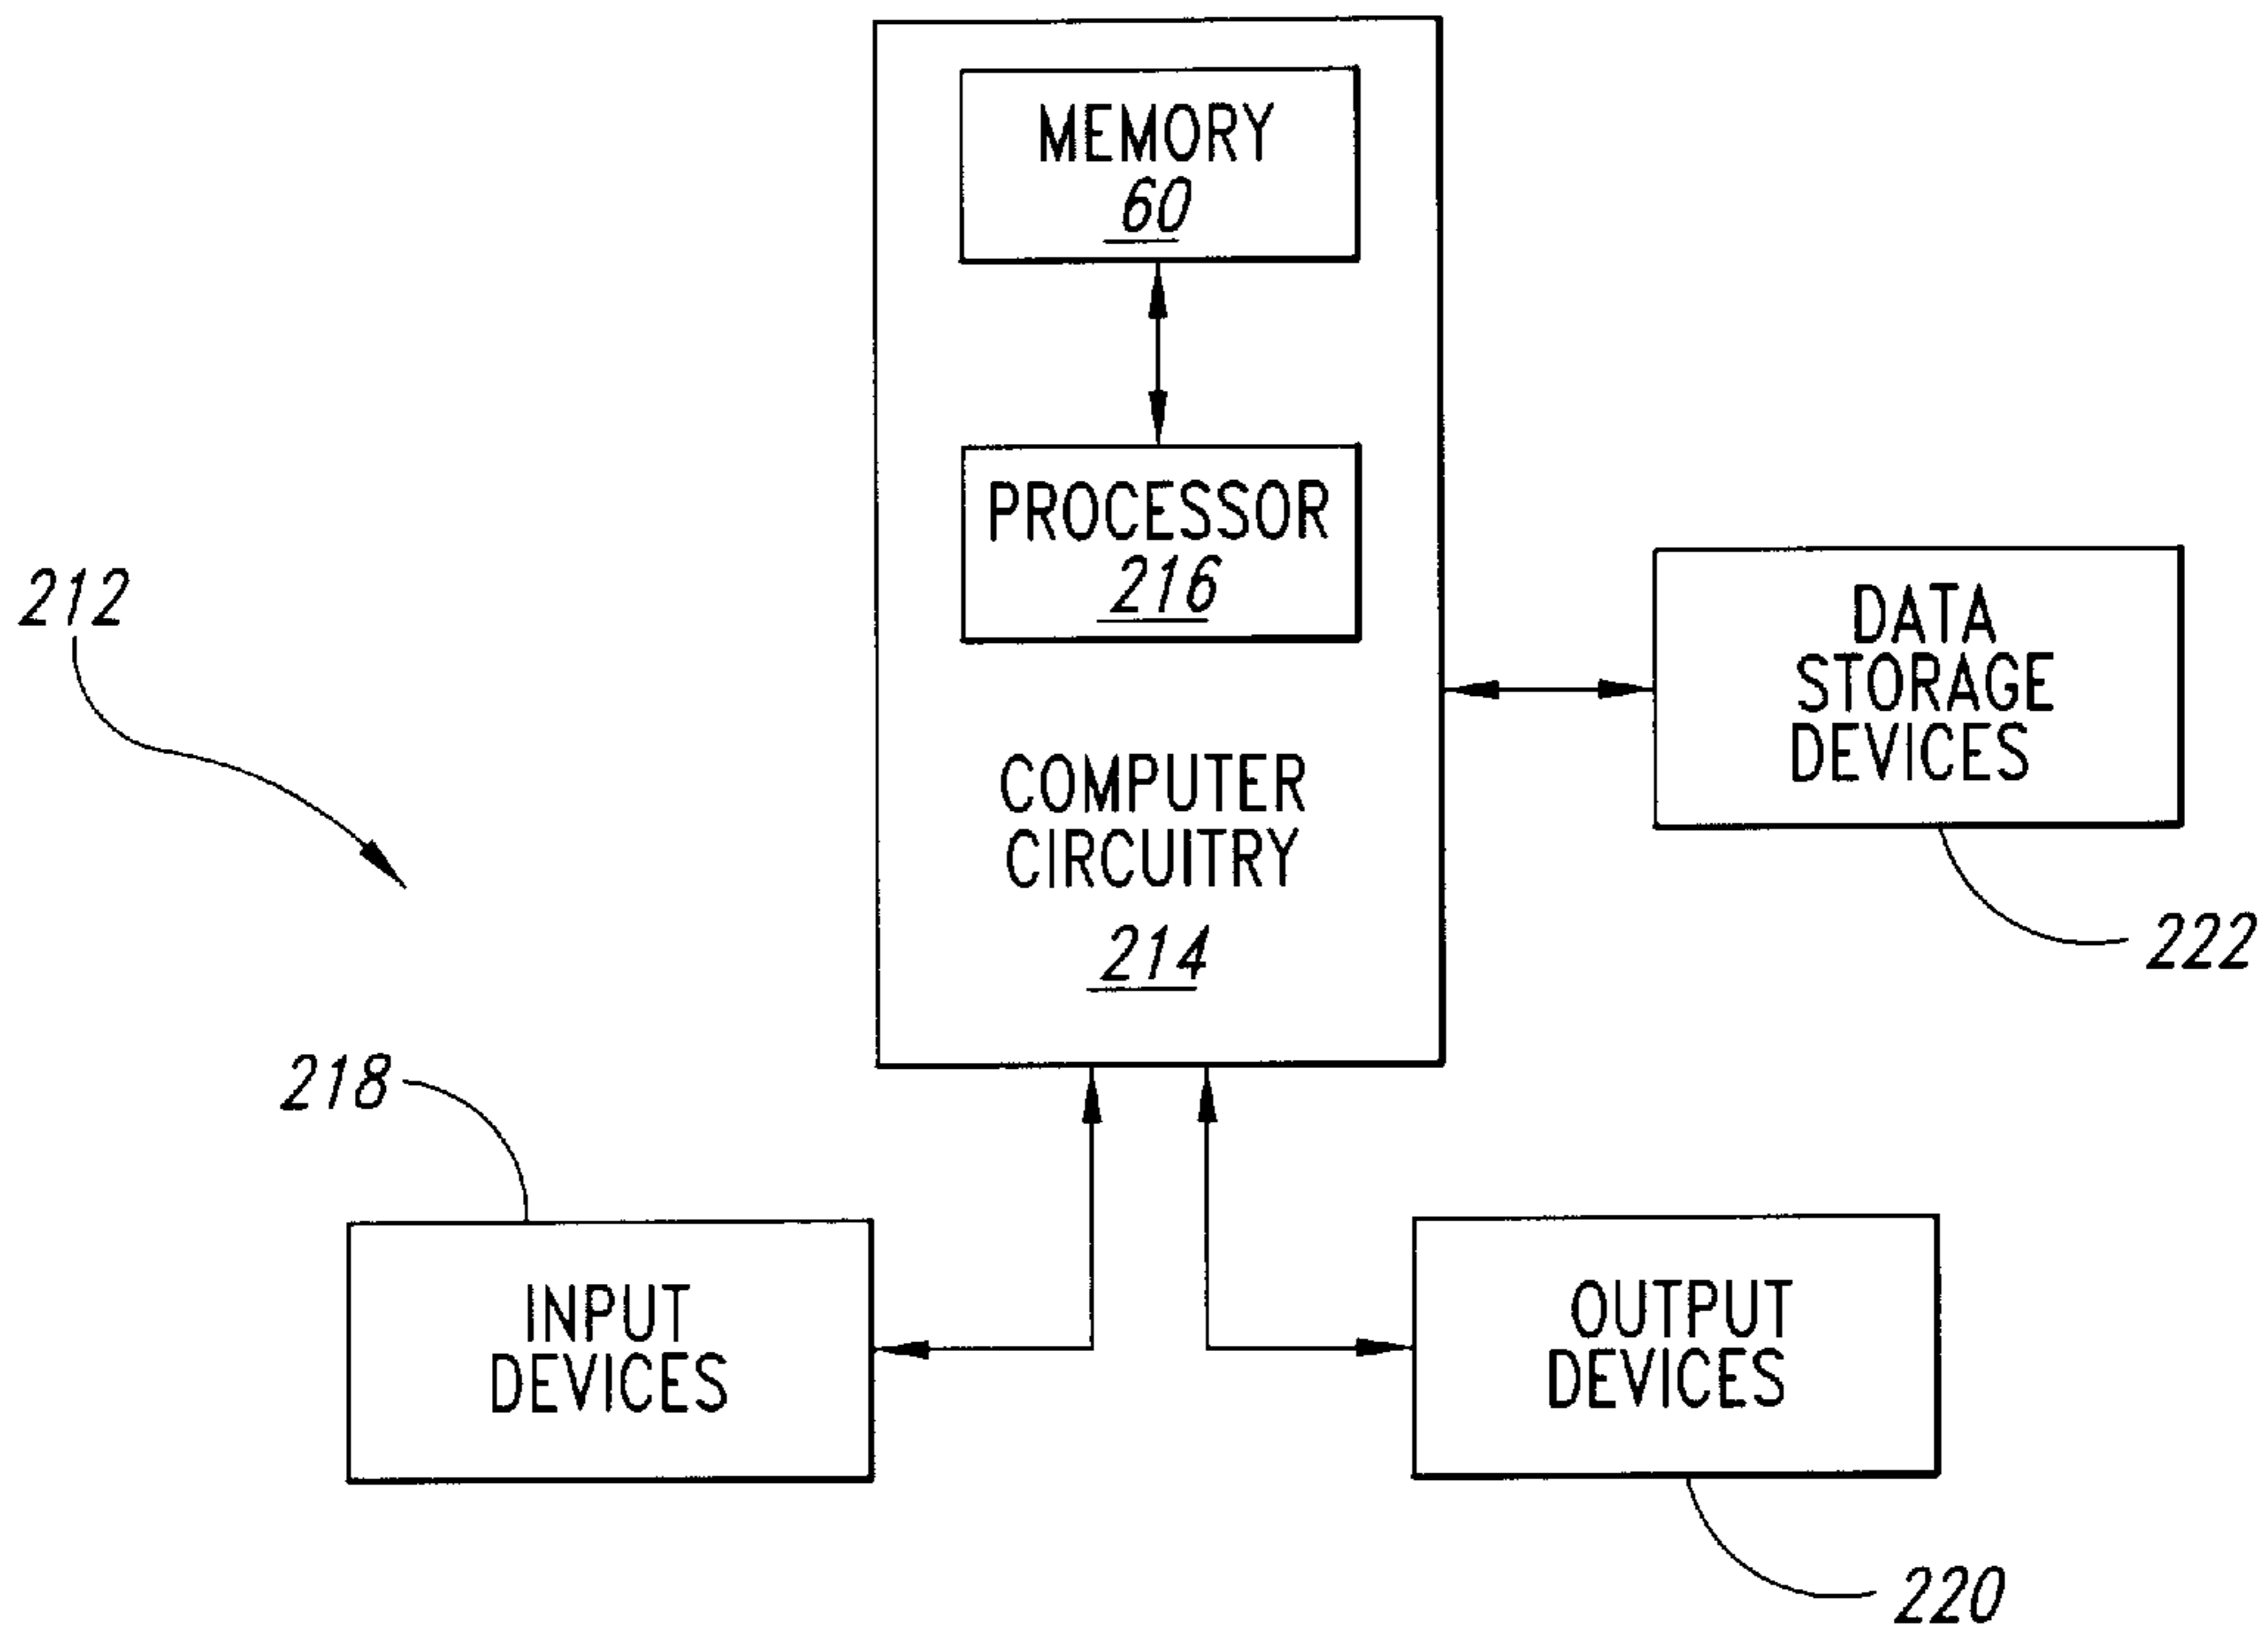 MEMORY
60
PROCESSOR
216
212
DATA
STORAGE
DEVICES
COMPUTER
CIRCUITRY
214
222
218
INPUT
DEVICES
OUTPUT
DEVICES
220